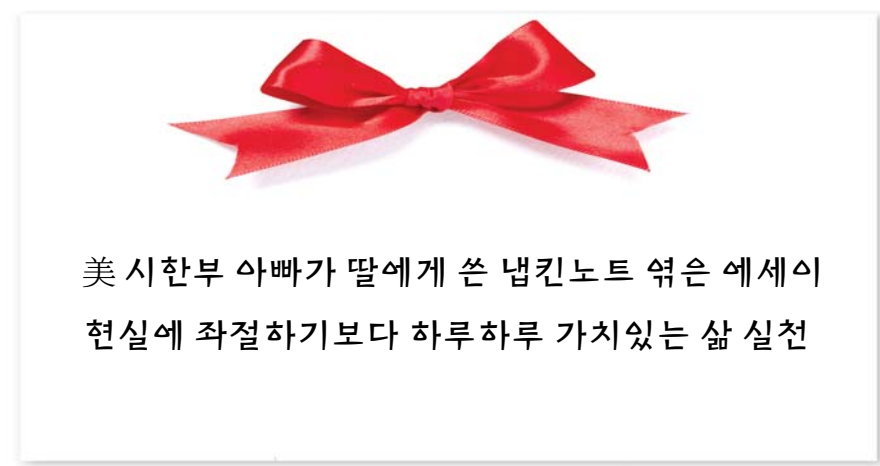 美 시한부 아빠가 딸에게 쓴 냅킨노트 엮은 에세이
현실에 좌절하기보다 하루하루 가치있는 삶 실천